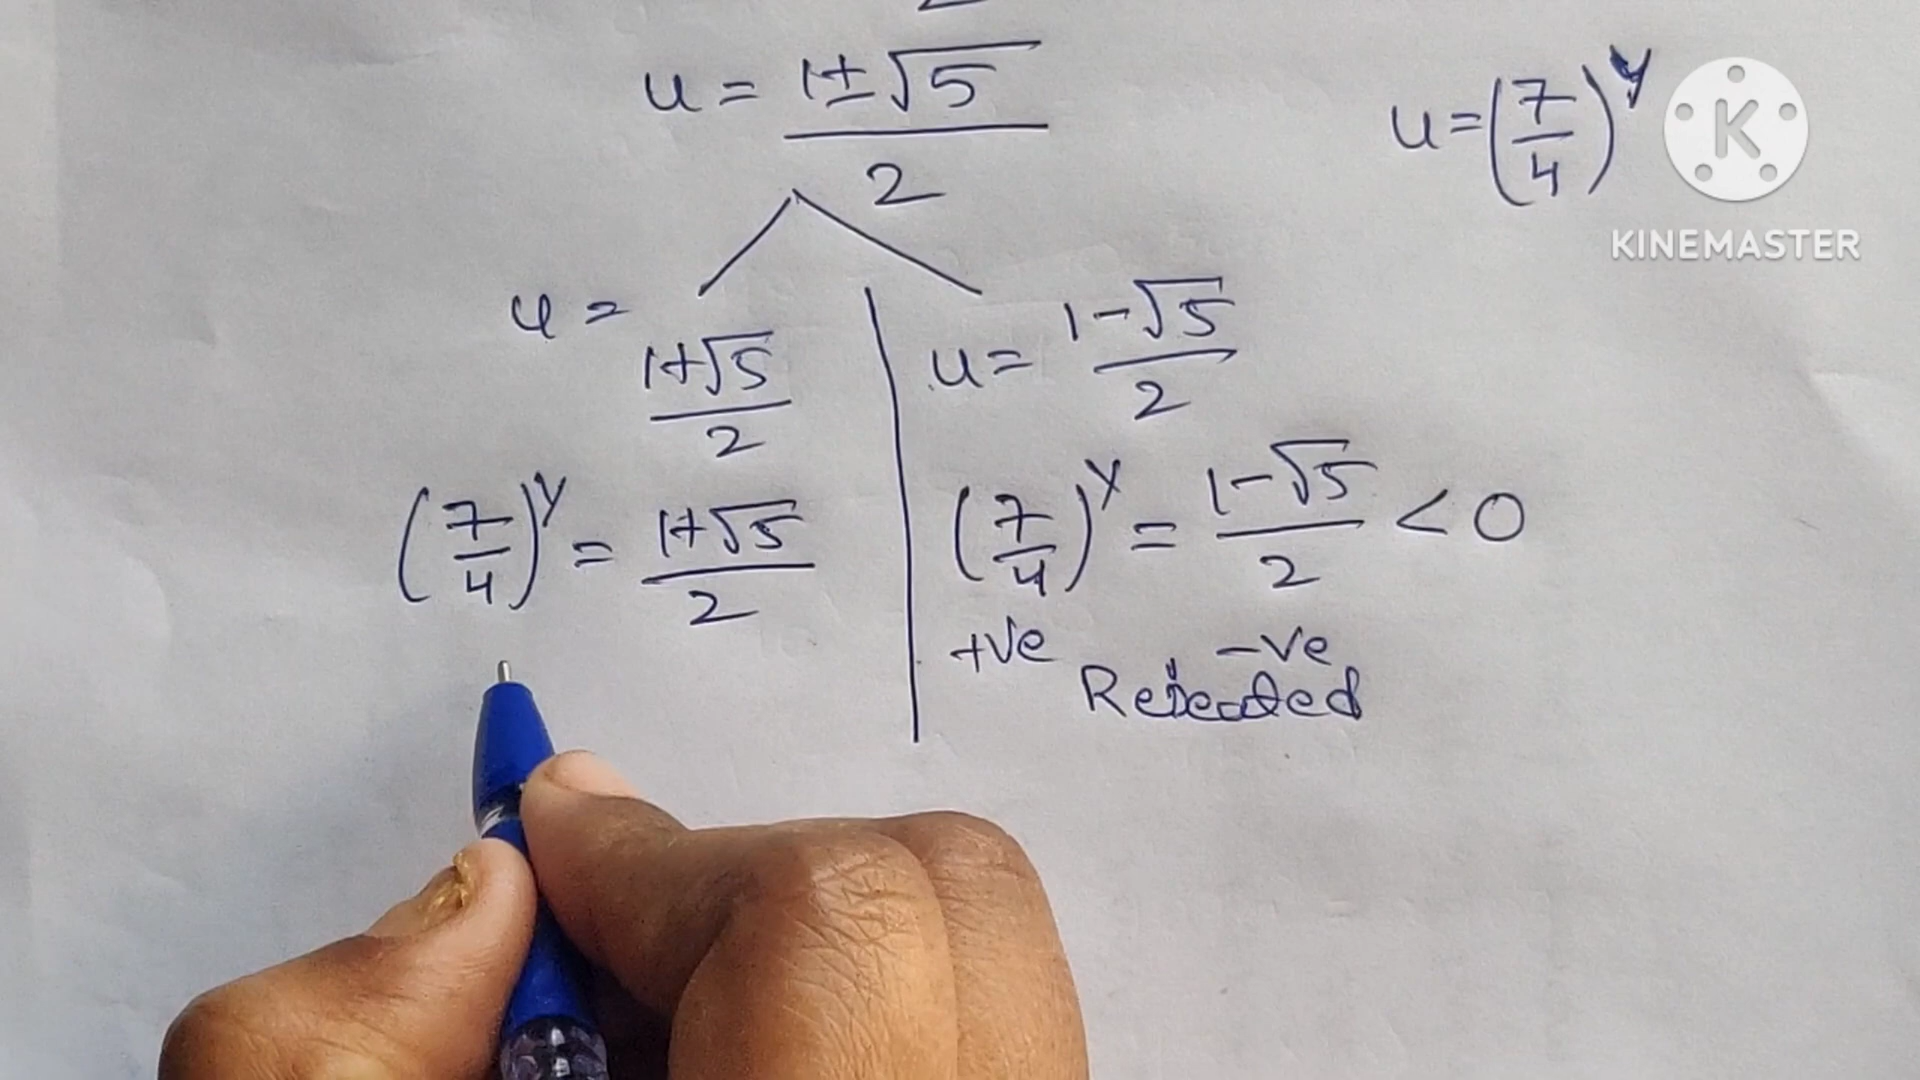 u = (1±√5)/2
u = (7/4)^y
K
KINEMASTER
u = (1+√5)/2
u = (1-√5)/2
(7/4)^y = (1+√5)/2
(7/4)^y = (1-√5)/2 < 0
+ve -ve
Rejected